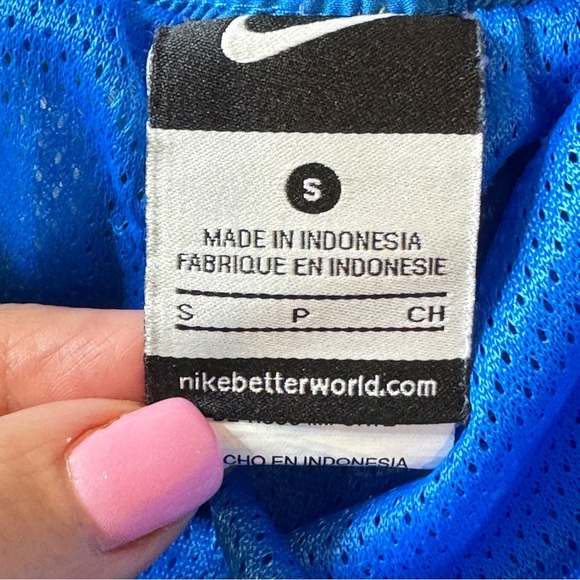 S
MADE IN INDONESIA
FABRIQUE EN INDONESIE
S P CH
nikebetterworld.com
CHO EN INDONESIA